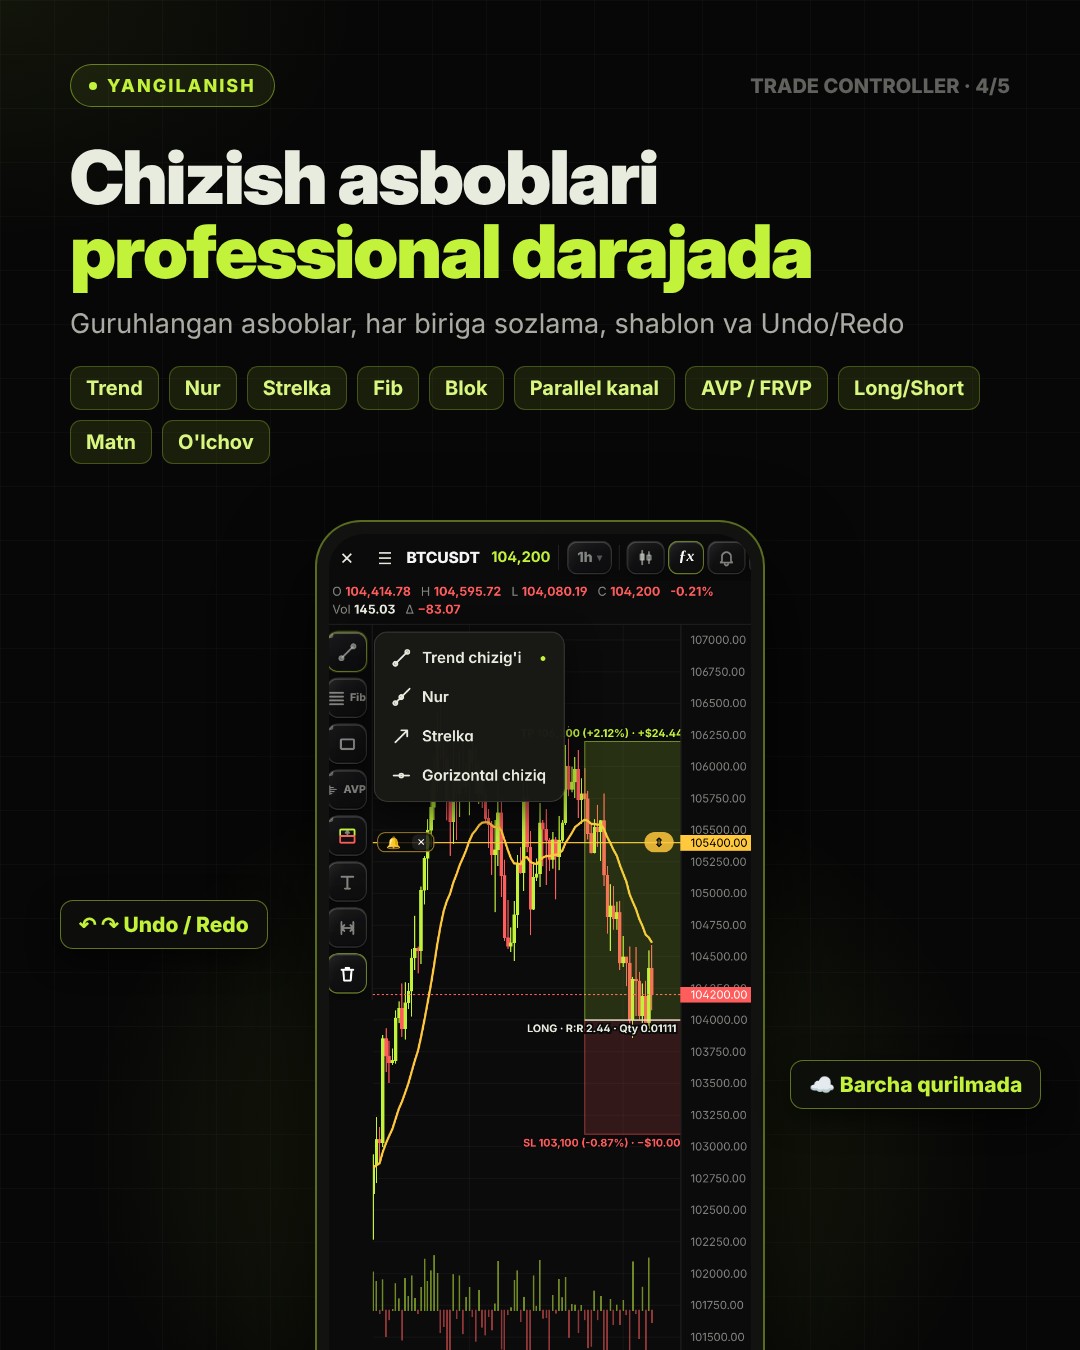 YANGILANISH
TRADE CONTROLLER · 4/5
Chizish asboblari
professional darajada
Guruhlangan asboblar, har biriga sozlama, shablon va Undo/Redo
Trend Nur Strelka Fib Blok Parallel kanal AVP / FRVP Long/Short
Matn O'lchov
× ☰ BTCUSDT 104,200 1h ƒx
O 104,414.78 H 104,595.72 L 104,080.19 C 104,200 -0.21%
Vol 145.03 Δ −83.07
107000.00
Trend chizig'i
106750.00
Fib
Nur
106500.00
00 (+2.12%) · +$24.44
106250.00
Strelka
106000.00
Gorizontal chiziq
AVP
105750.00
105500.00
×
105400.00
105250.00
105000.00
T
104750.00
↶ ↷ Undo / Redo
104500.00
104200.00
104000.00
LONG · R:R 2.44 · Qty 0.01111
103750.00
☁️ Barcha qurilmada
103500.00
103250.00
SL 103,100 (-0.87%) · −$10.00
103000.00
102750.00
102500.00
102250.00
102000.00
101750.00
101500.00